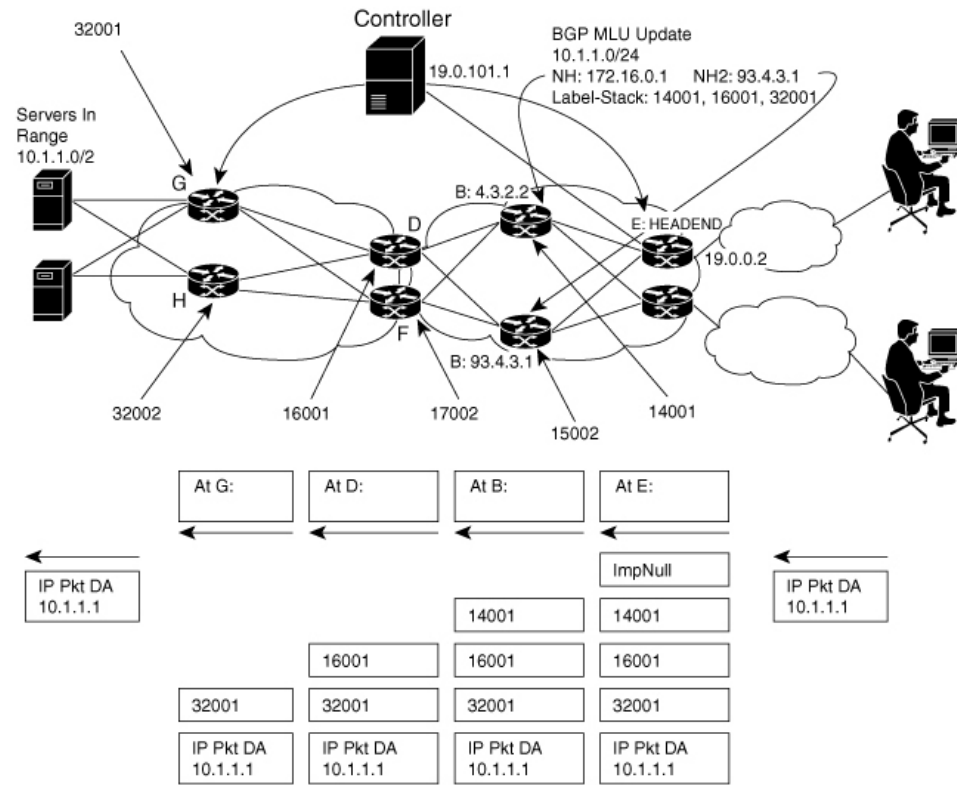 Controller
32001
19.0.101.1
BGP MLU Update
10.1.1.0/24
NH: 172.16.0.1 NH2: 93.4.3.1
Label-Stack: 14001, 16001, 32001
Servers In
Range
10.1.1.0/2
G
B: 4.3.2.2
D
E: HEADEND
19.0.0.2
H
F
B: 93.4.3.1
32002
16001
17002
15002
14001
At G:
At D:
At B:
At E:
IP Pkt DA
10.1.1.1
ImpNull
IP Pkt DA
10.1.1.1
14001
14001
16001
16001
16001
32001
32001
32001
32001
IP Pkt DA
10.1.1.1
IP Pkt DA
10.1.1.1
IP Pkt DA
10.1.1.1
IP Pkt DA
10.1.1.1